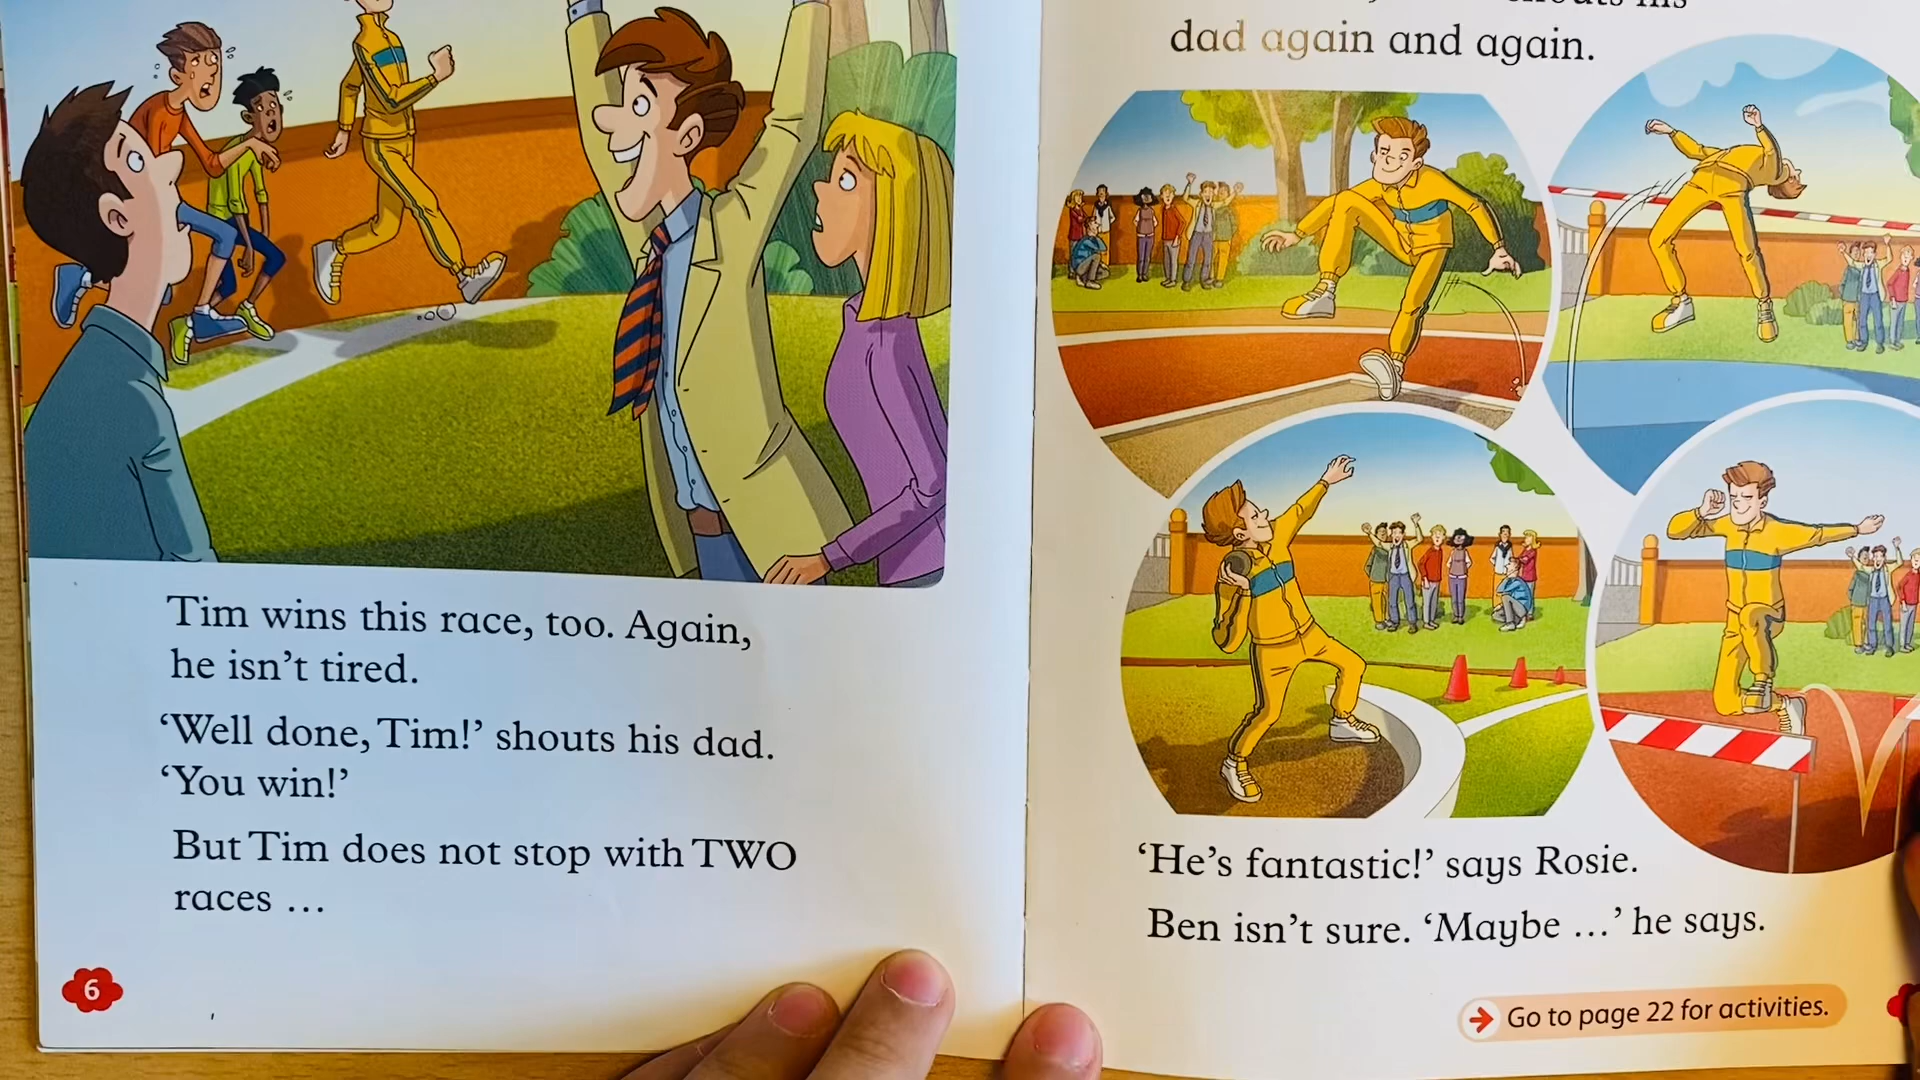 Tim wins this race, too. Again,
he isn't tired.
'Well done, Tim!' shouts his dad.
'You win!'
But Tim does not stop with TWO
races ...
6
shouts his
dad again and again.
'He's fantastic!' says Rosie.
Ben isn't sure. 'Maybe ...' he says.
Go to page 22 for activities.